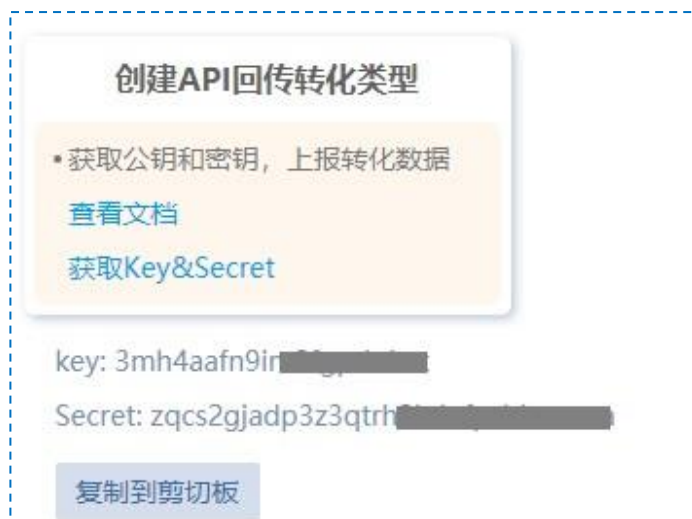 创建API回传转化类型
• 获取公钥和密钥，上报转化数据
查看文档
获取Key&Secret
key: 3mh4aafn9in
Secret: zqcs2gjadp3z3qtrh
复制到剪切板